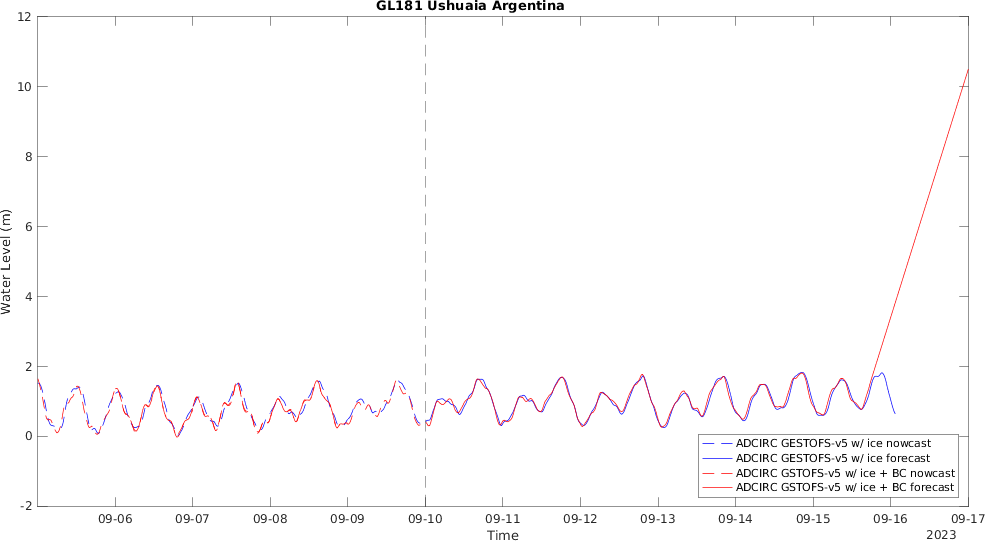 GL181 Ushuaia Argentina
12
10
8
6
4
2
0
-2
Water Level (m)
ADCIRC GESTOFS-v5 w/ ice nowcast
ADCIRC GESTOFS-v5 w/ ice forecast
ADCIRC GSTOFS-v5 w/ ice + BC nowcast
ADCIRC GSTOFS-v5 w/ ice + BC forecast
09-06 09-07 09-08 09-09 09-10 09-11 09-12 09-13 09-14 09-15 09-16 09-17
Time
2023